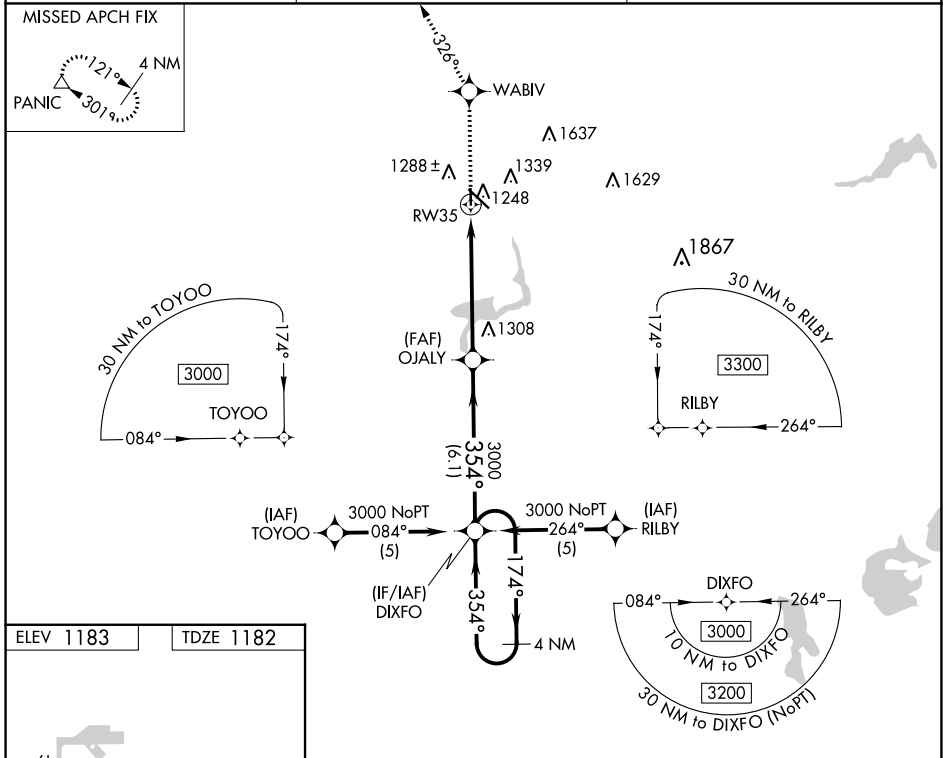 MISSED APCH FIX
121°
4 NM
PANIC
301°
326°
WABIV
1637
1288 ±
1339
1629
1248
RW35
1867
30 NM to TOYOO
174°
3000
TOYOO
084°
1308
(FAF)
OJALY
30 NM to RILBY
174°
3300
RILBY
264°
3000
354°
(6.1)
(IAF)
TOYOO
3000 NoPT
084°
(5)
3000 NoPT
264°
(5)
(IAF)
RILBY
(IF/IAF)
DIXFO
354°
174°
4 NM
DIXFO
084°
264°
3000
10 NM to DIXFO
3200
30 NM to DIXFO (NoPT)
ELEV 1183
TDZE 1182